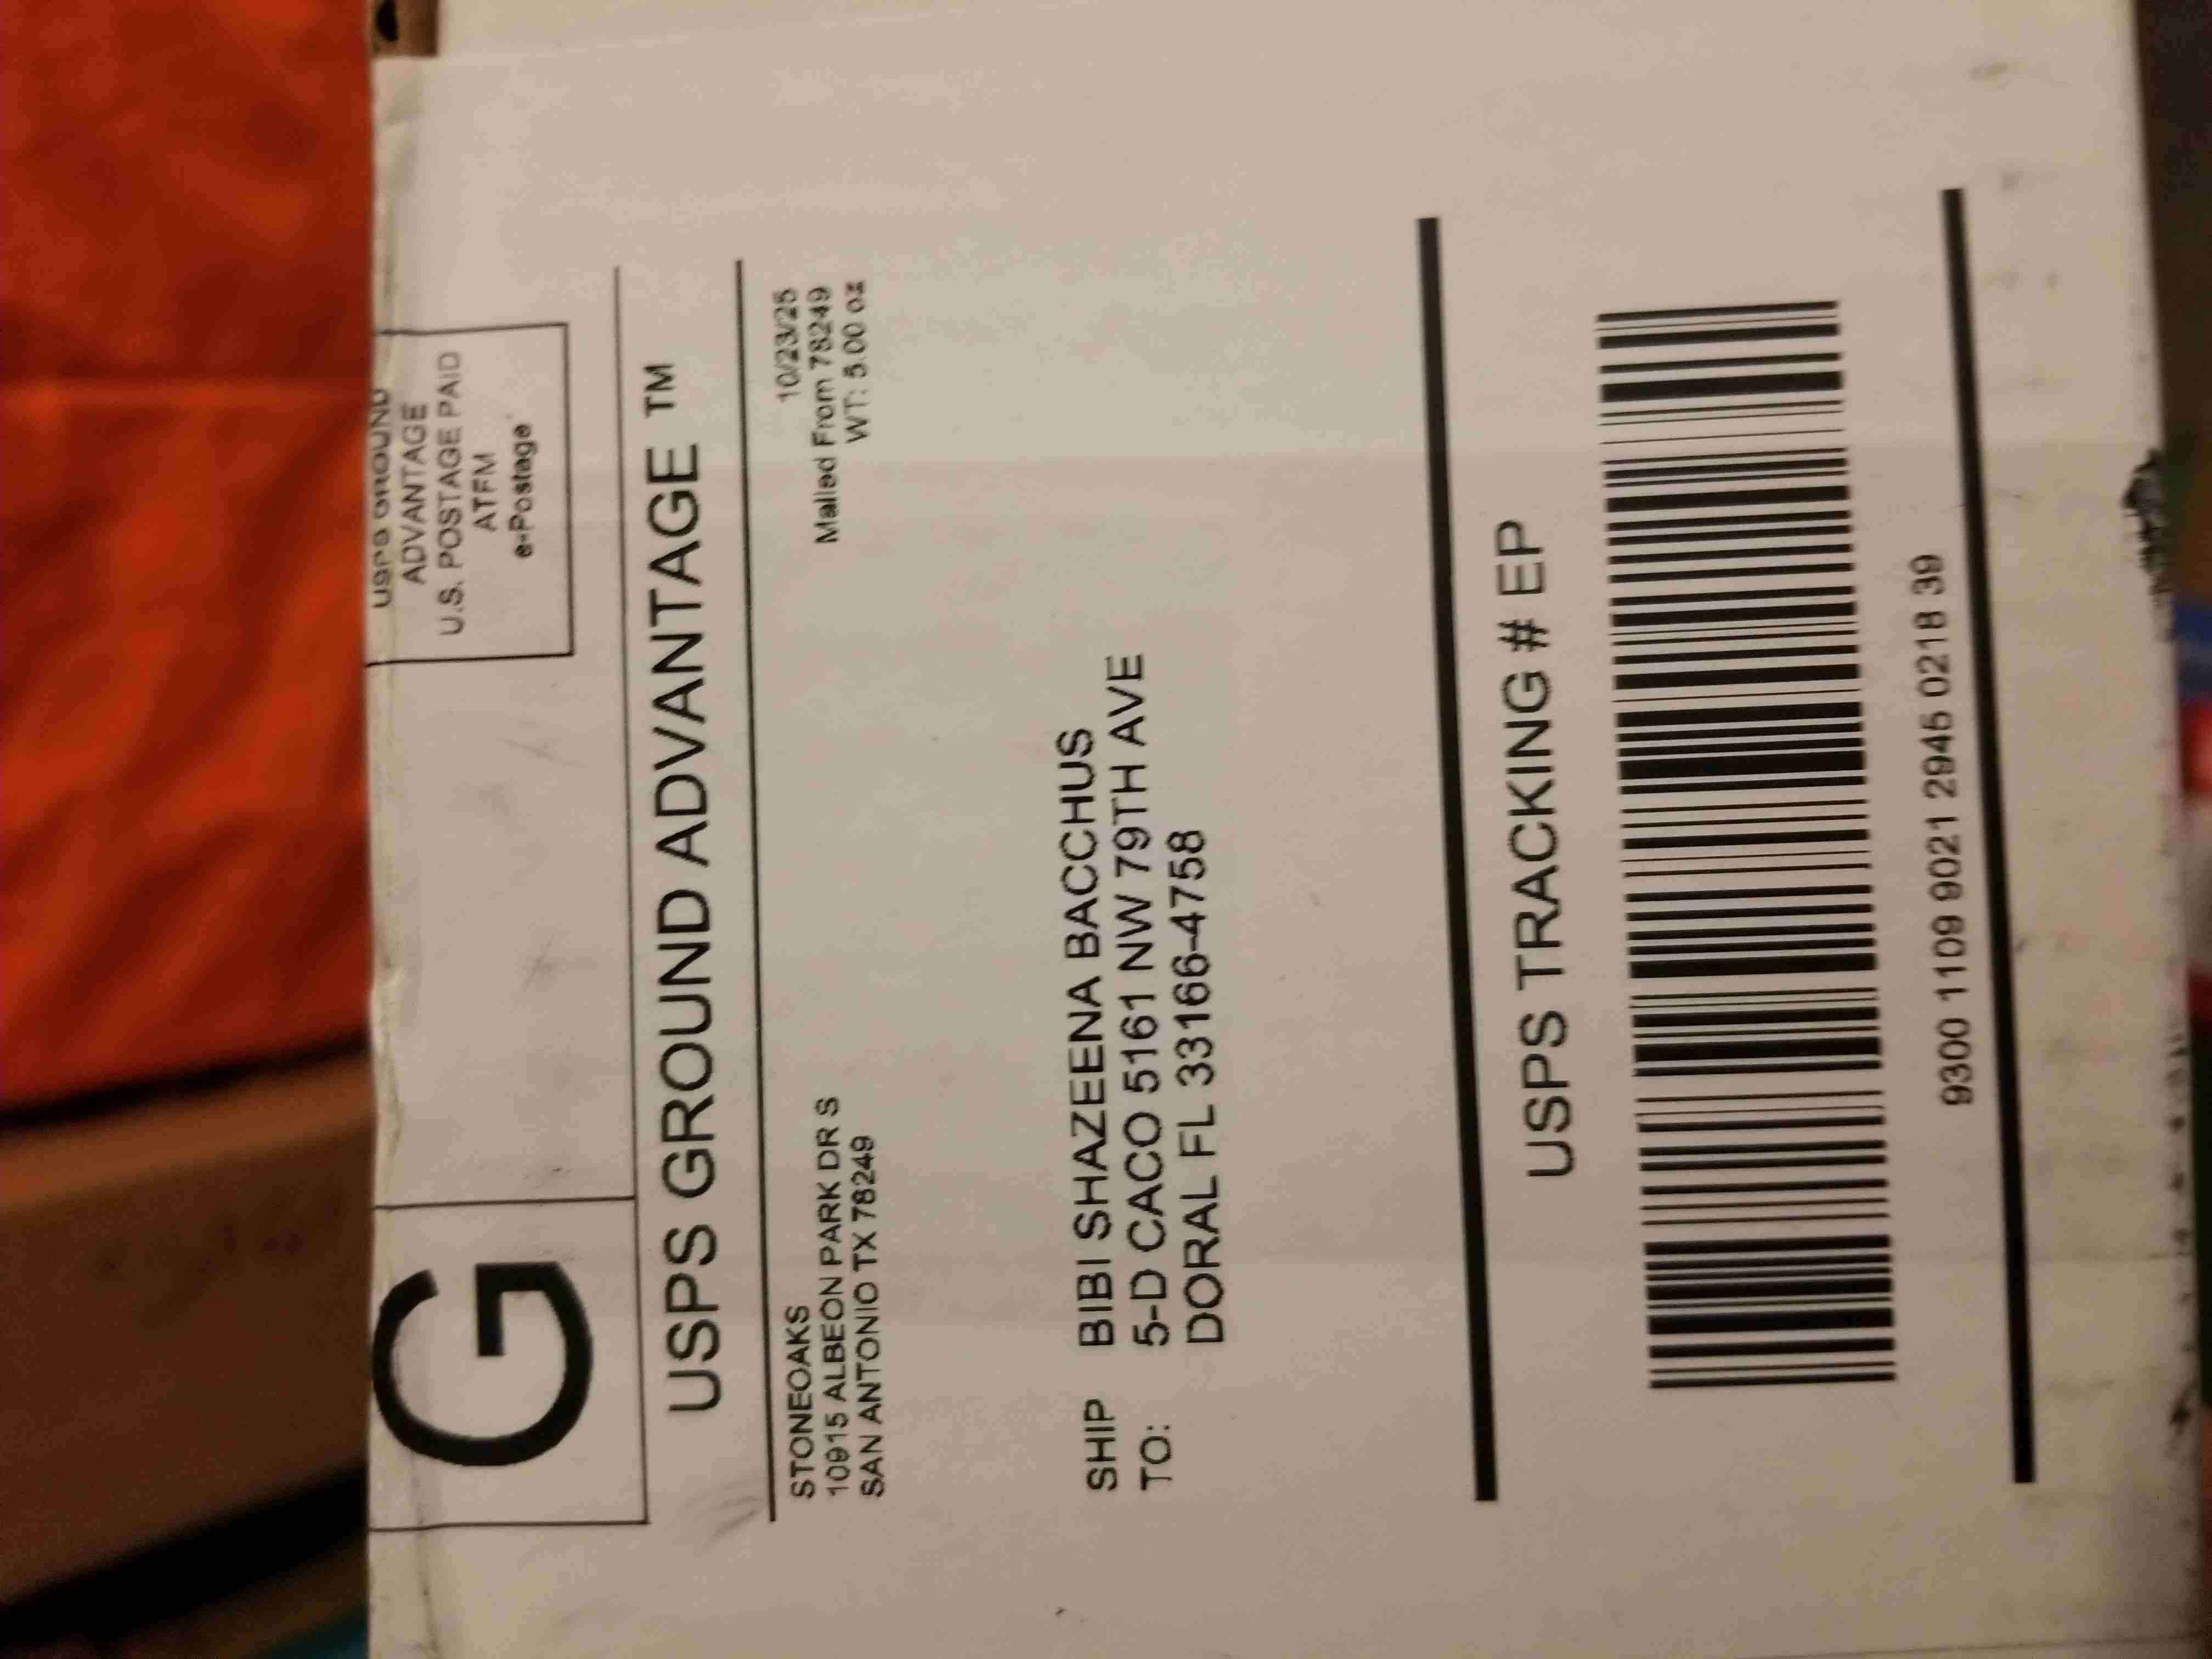 G
USPS GROUND
ADVANTAGE
U.S. POSTAGE PAID
ATFM
e-Postage
USPS GROUND ADVANTAGE ™
STONEOAKS
10915 ALBEON PARK DR S
SAN ANTONIO TX 78249
10/23/25
Mailed From 78249
WT: 5.00 oz
SHIP TO:
BIBI SHAZEENA BACCHUS
5-D CACO 5161 NW 79TH AVE
DORAL FL 33166-4758
USPS TRACKING # EP
9300 1109 9021 2945 0218 39